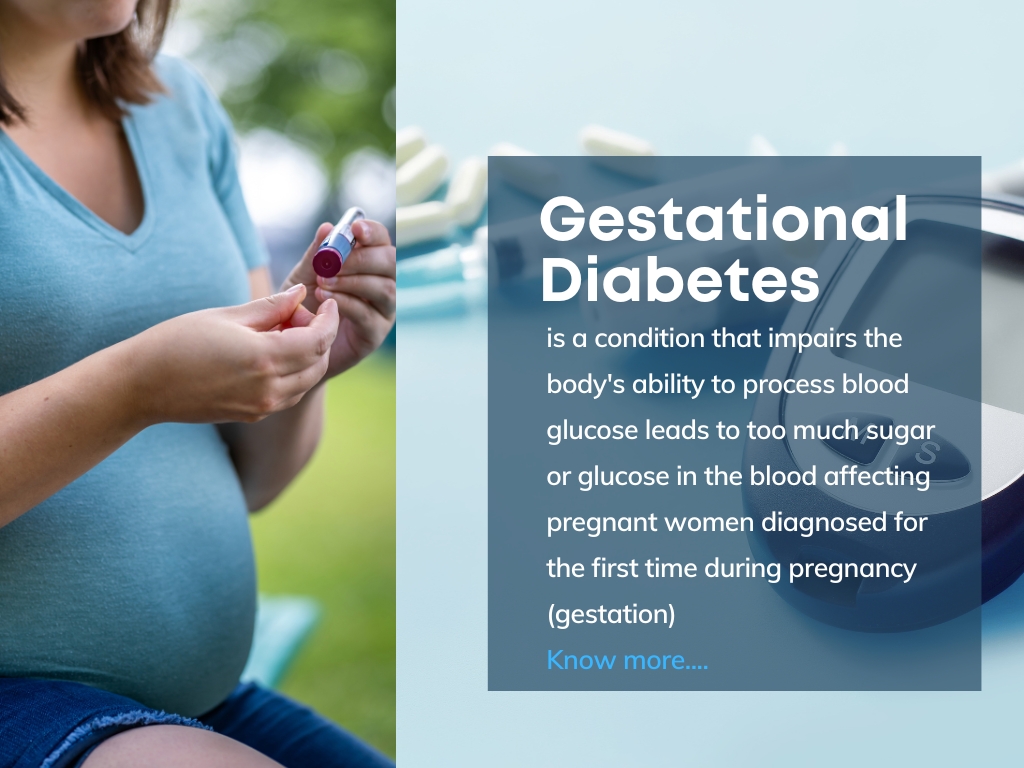 Gestational
Diabetes
is a condition that impairs the
body's ability to process blood
glucose leads to too much sugar
or glucose in the blood affecting
pregnant women diagnosed for
the first time during pregnancy
(gestation)
Know more....
S